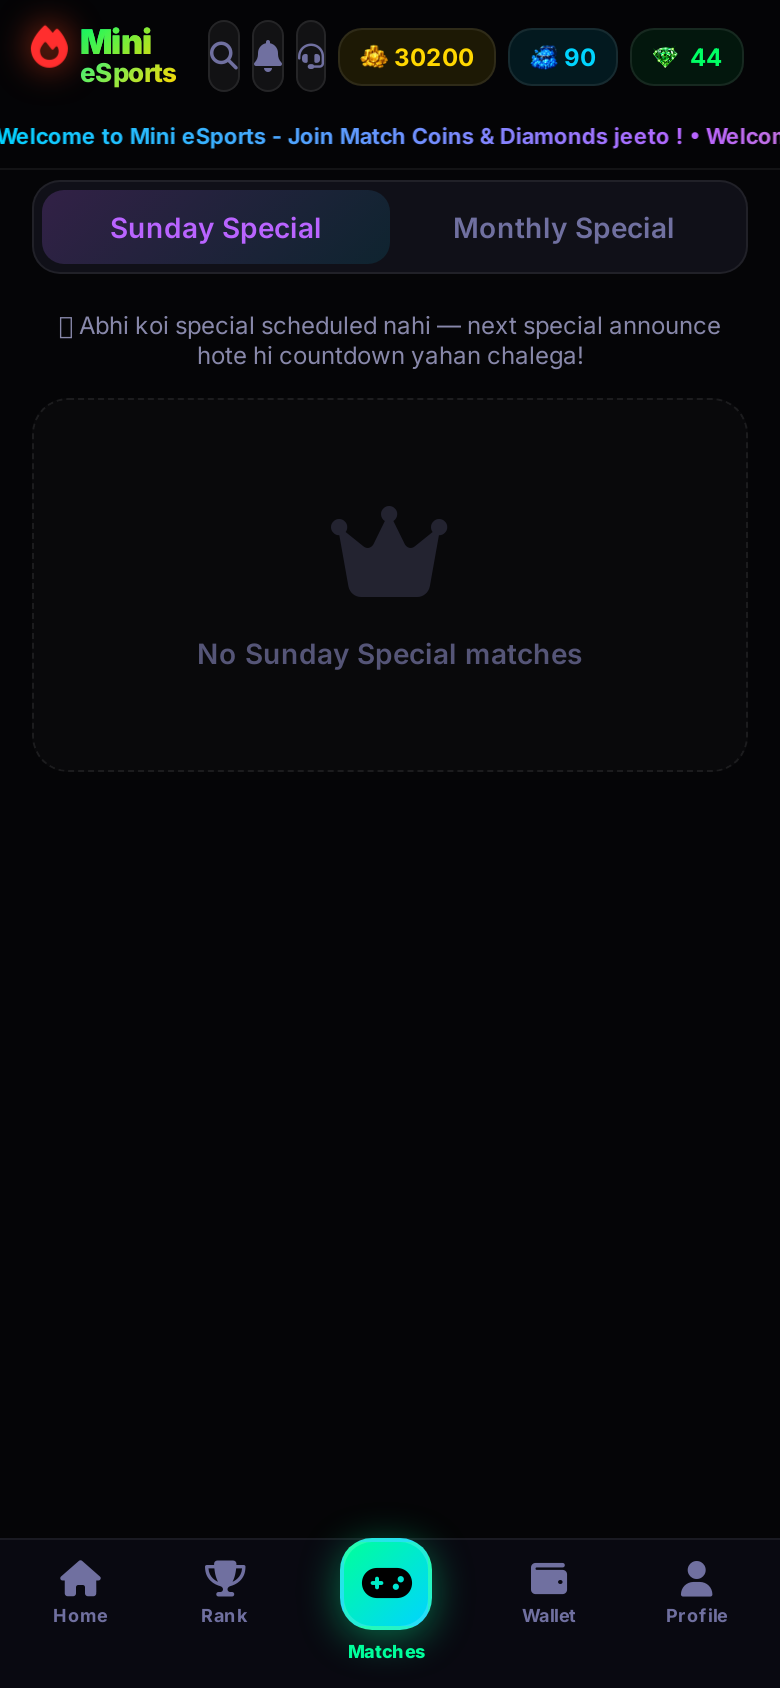 Mini
eSports
30200
90
44
Welcome to Mini eSports - Join Match Coins & Diamonds jeeto ! • Welcon
Sunday Special
Monthly Special
Abhi koi special scheduled nahi — next special announce
hote hi countdown yahan chalega!
No Sunday Special matches
Home
Rank
Matches
Wallet
Profile